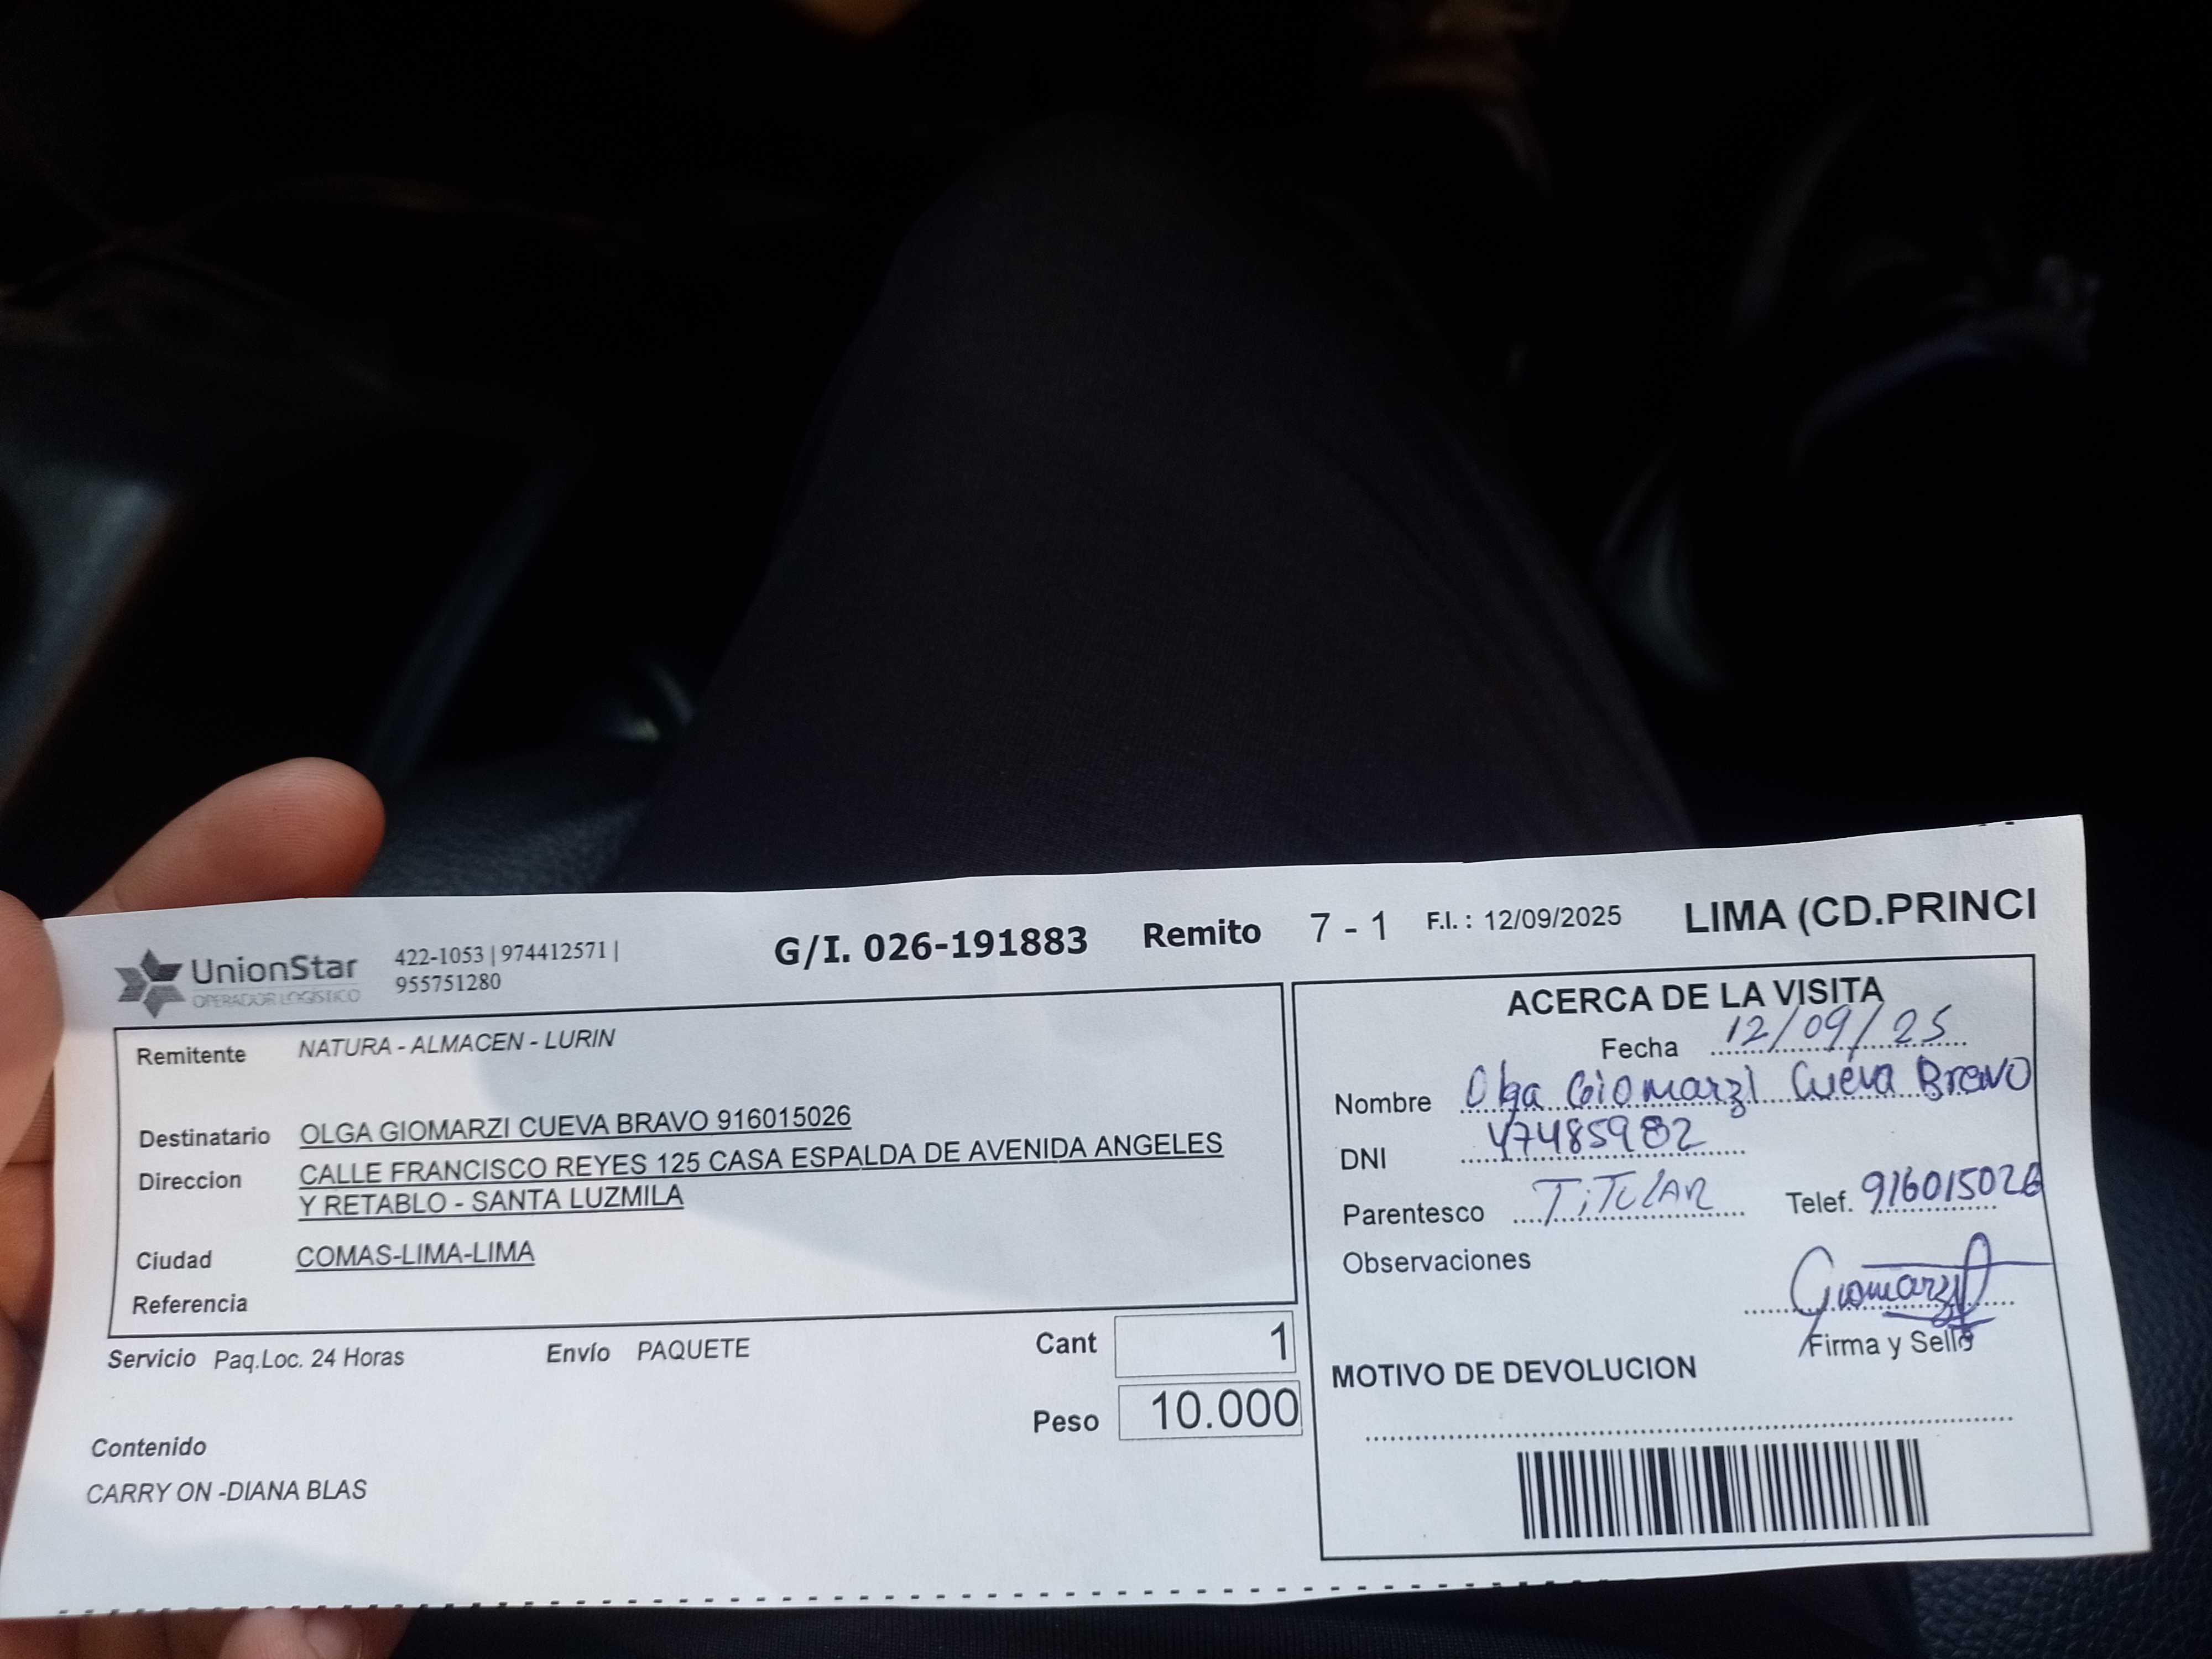 UnionStar
OPERADOR LOGÍSTICO
422-1053 | 974412571 |
955751280
G/I. 026-191883 Remito 7 - 1 F.I. : 12/09/2025 LIMA (CD.PRINCI
Remitente NATURA - ALMACEN - LURIN
Destinatario OLGA GIOMARZI CUEVA BRAVO 916015026
Direccion CALLE FRANCISCO REYES 125 CASA ESPALDA DE AVENIDA ANGELES
Y RETABLO - SANTA LUZMILA
Ciudad COMAS-LIMA-LIMA
Referencia
Servicio Paq.Loc. 24 Horas Envío PAQUETE Cant 1
Peso 10.000
Contenido
CARRY ON -DIANA BLAS
ACERCA DE LA VISITA
Fecha 12/09/25
Nombre Olga Giomarzi Cueva Bravo
DNI 47485982
Parentesco TiTULAR Telef. 916015026
Observaciones
Giomarzi
Firma y Sello
MOTIVO DE DEVOLUCION